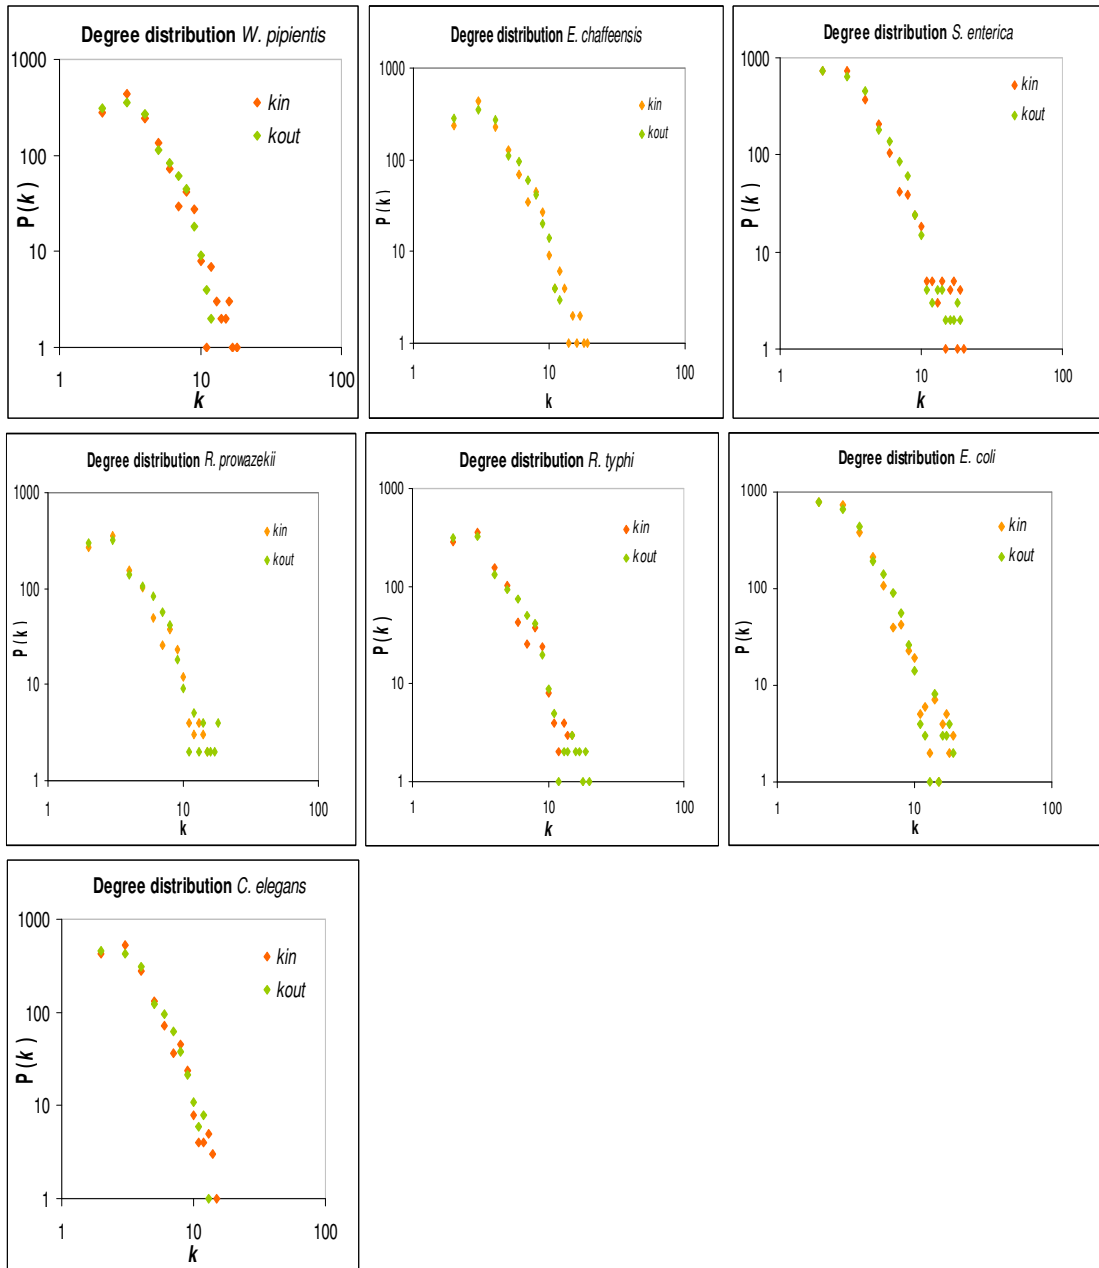 Degree distribution W. pipientis
1000
100
10
1
1
10
100
P(k)
k
kin
kout
Degree distribution E. chaffeensis
1000
100
10
1
1
10
100
P(k)
k
kin
kout
Degree distribution S. enterica
1000
100
10
1
1
10
100
P(k)
k
kin
kout
Degree distribution R. prowazekii
1000
100
10
1
1
10
100
P(k)
k
kin
kout
Degree distribution R. typhi
1000
100
10
1
1
10
100
P(k)
k
kin
kout
Degree distribution E. coli
1000
100
10
1
1
10
100
P(k)
k
kin
kout
Degree distribution C. elegans
1000
100
10
1
1
10
100
P(k)
k
kin
kout